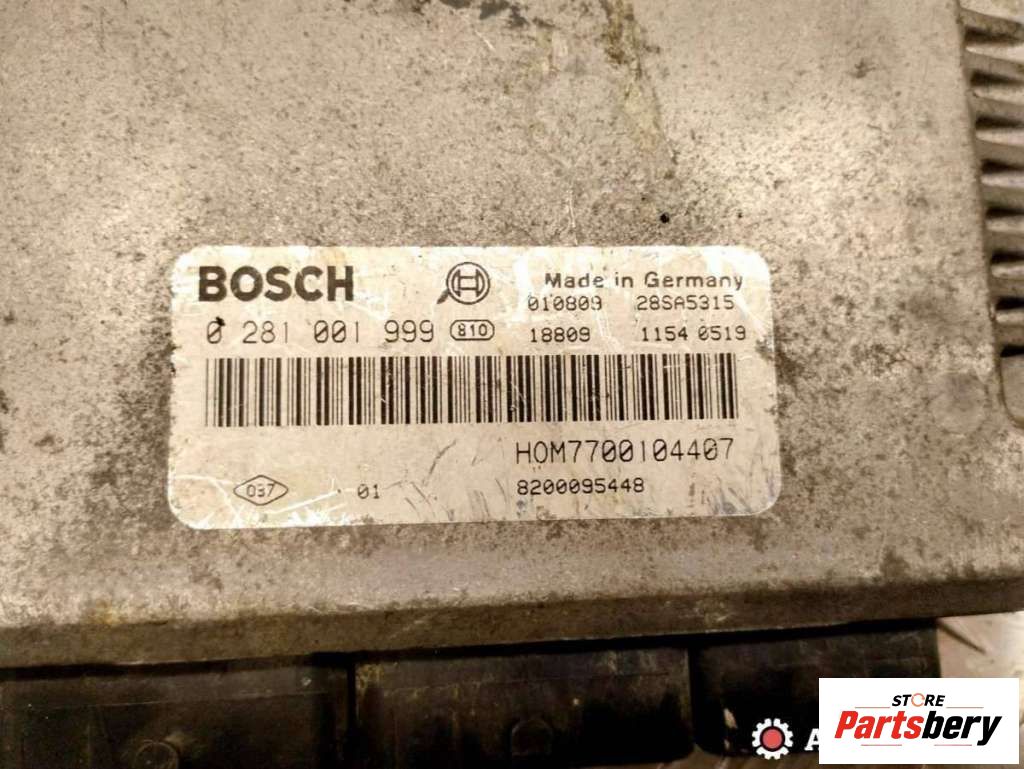 BOSCH
Made in Germany
010809 28SA5315
0 281 001 999 810
18809 1154 0519
HOM7700104407
037 01
8200095448
STORE
Partsbery